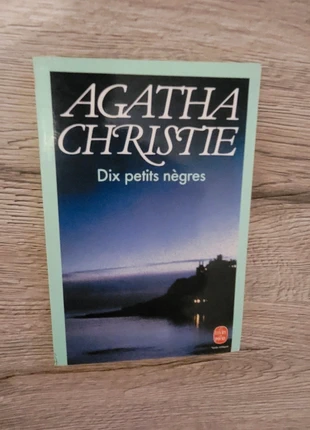 AGATHA
CHRISTIE
Dix petits nègres